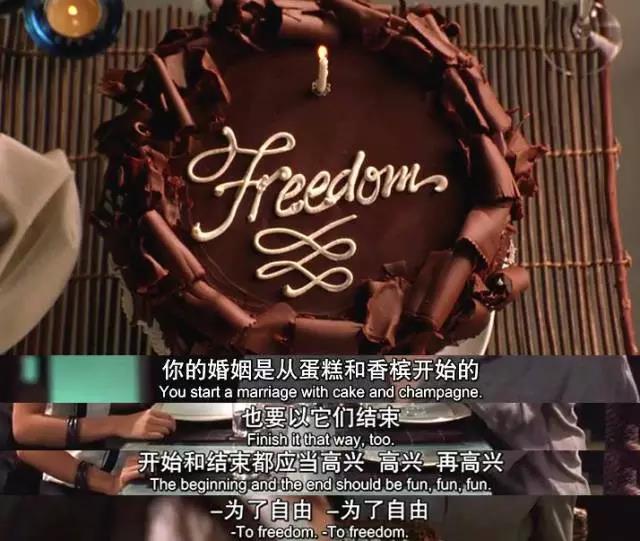 Freedom
你的婚姻是从蛋糕和香槟开始的
You start a marriage with cake and champagne.
也要以它们结束
Finish it that way, too.
开始和结束都应当高兴 高兴 再高兴
The beginning and the end should be fun, fun, fun.
-为了自由 -为了自由
-To freedom. -To freedom.